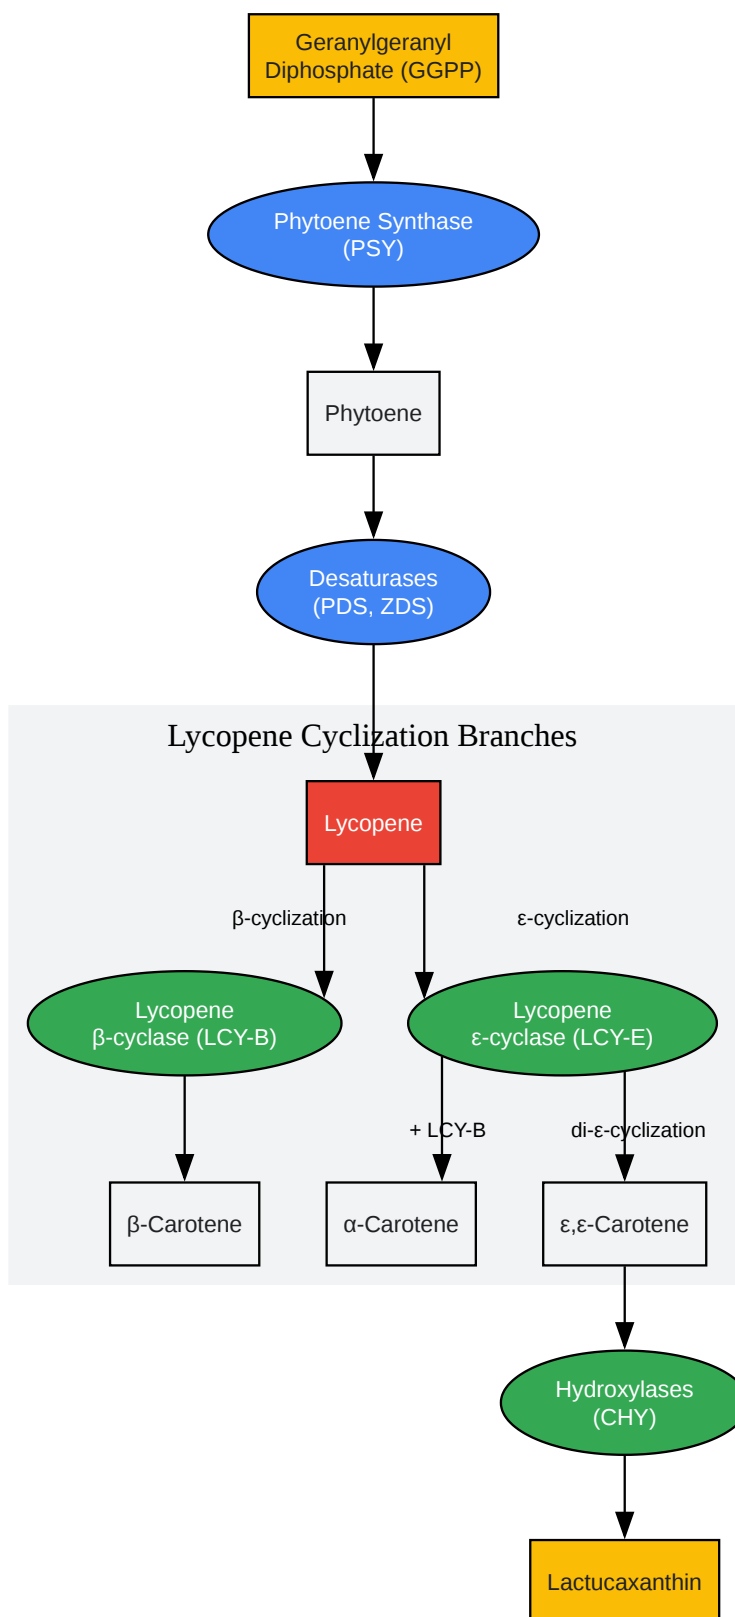 Geranylgeranyl
Diphosphate (GGPP)
Phytoene Synthase
(PSY)
Phytoene
Desaturases
(PDS, ZDS)
Lycopene Cyclization Branches
Lycopene
β-cyclization
ε-cyclization
Lycopene
β-cyclase (LCY-B)
Lycopene
ε-cyclase (LCY-E)
+ LCY-B
di-ε-cyclization
β-Carotene
α-Carotene
ε,ε-Carotene
Hydroxylases
(CHY)
Lactucaxanthin